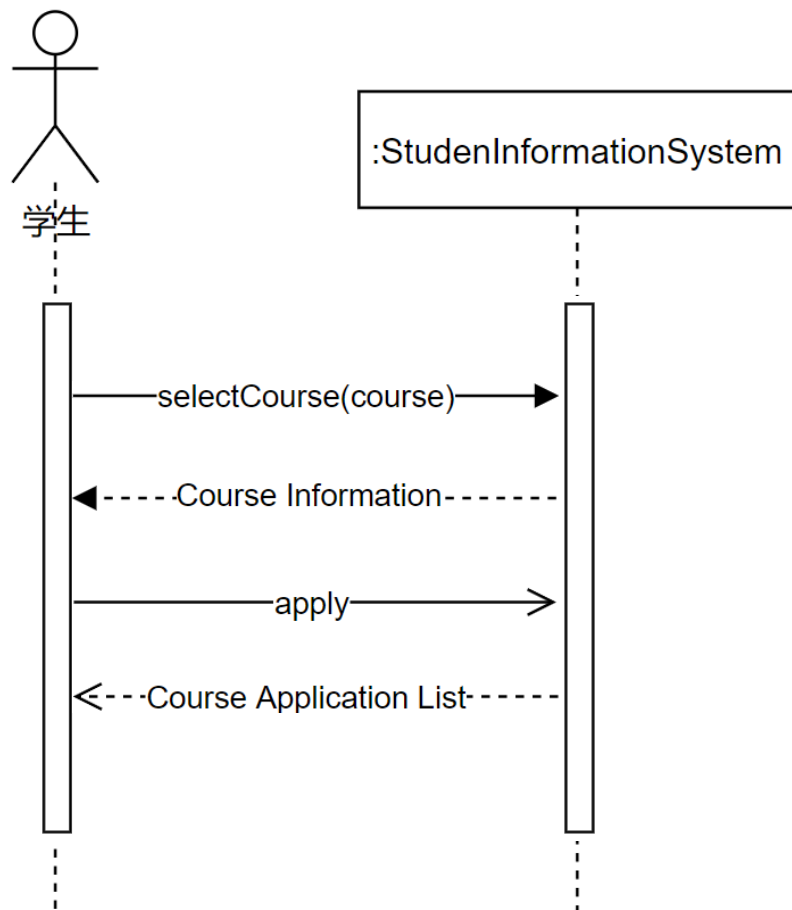 :StudenInformationSystem
学生
selectCourse(course)
Course Information
apply
Course Application List